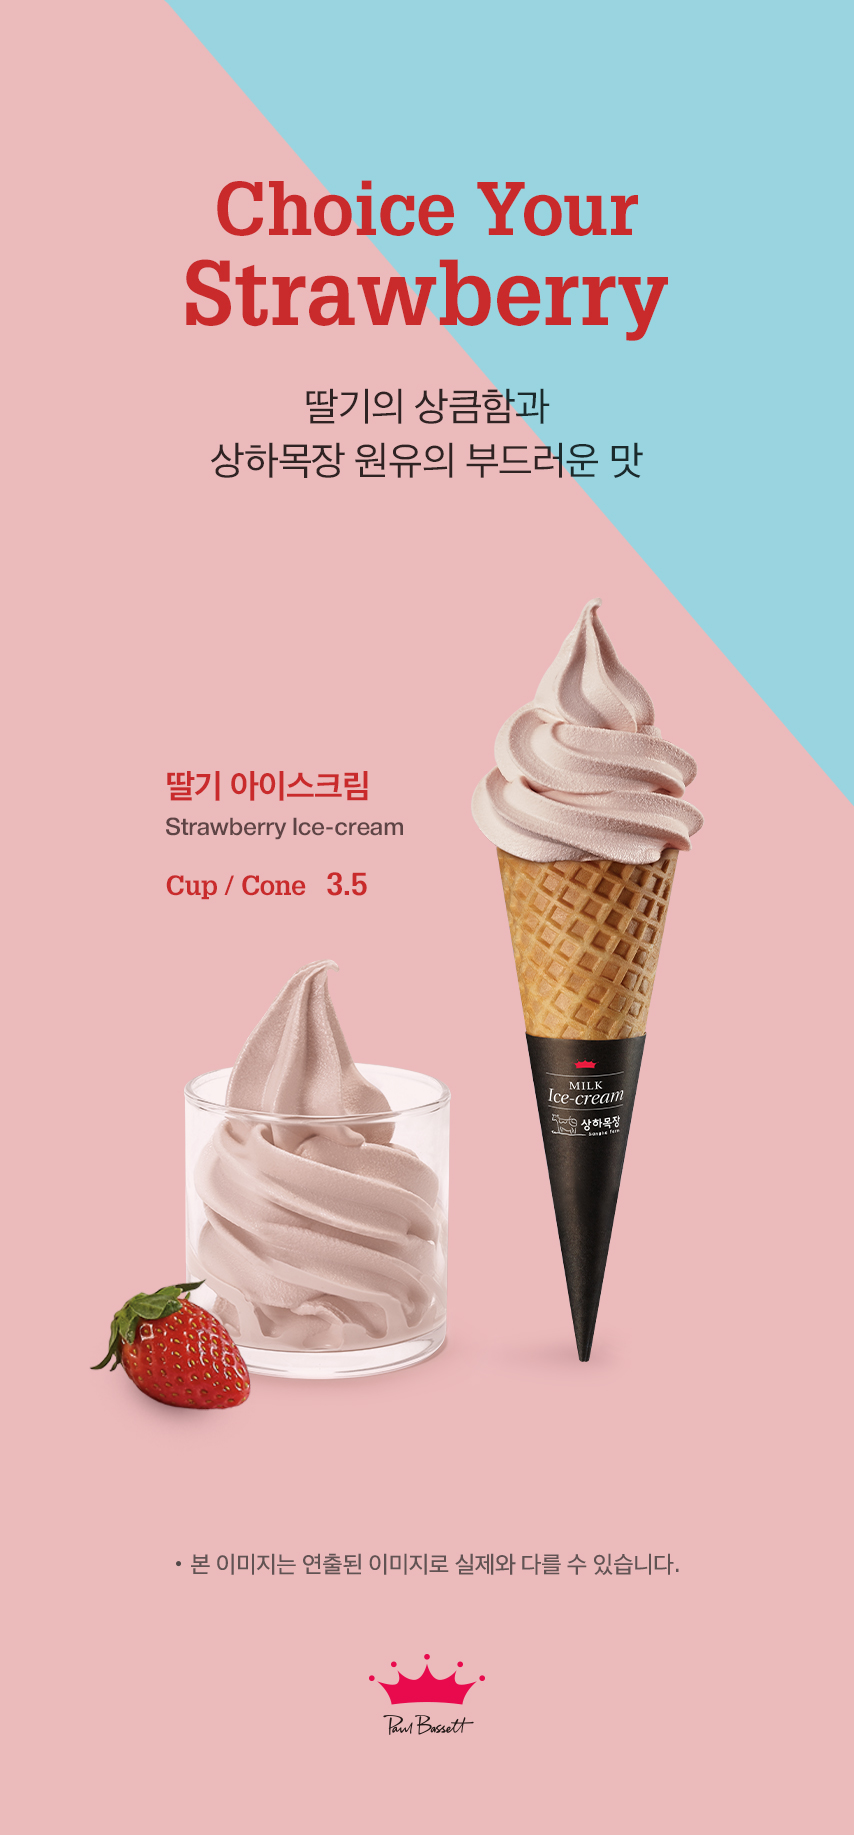 Choice Your
Strawberry
딸기의 상큼함과
상하목장 원유의 부드러운 맛
딸기 아이스크림
Strawberry Ice-cream
Cup / Cone 3.5
MILK
Ice-cream
상하목장
• 본 이미지는 연출된 이미지로 실제와 다를 수 있습니다.
Paul Bassett